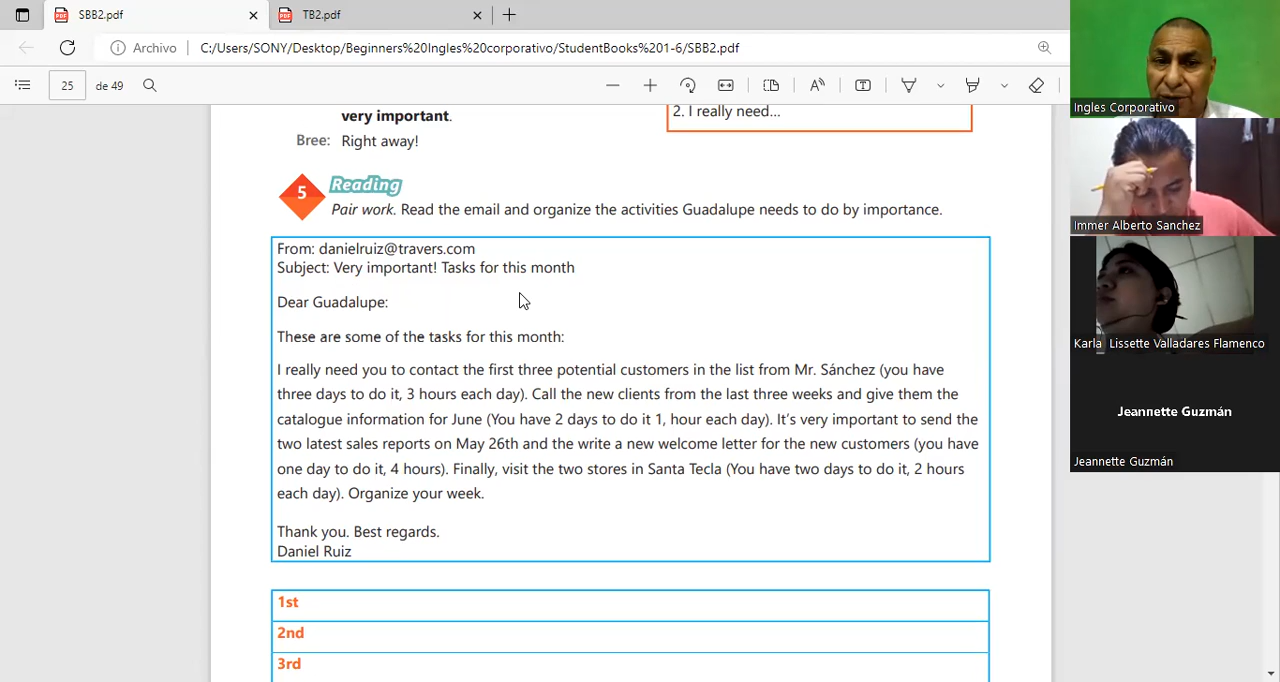 SBB2.pdf
TB2.pdf
Archivo
C:/Users/SONY/Desktop/Beginners%20Ingles%20corporativo/StudentBooks%201-6/SBB2.pdf
25 de 49
very important.
Bree: Right away!
2. I really need...
5 Reading
Pair work. Read the email and organize the activities Guadalupe needs to do by importance.
From: danielruiz@travers.com
Subject: Very important! Tasks for this month
Dear Guadalupe:
These are some of the tasks for this month:
I really need you to contact the first three potential customers in the list from Mr. Sánchez (you have
three days to do it, 3 hours each day). Call the new clients from the last three weeks and give them the
catalogue information for June (You have 2 days to do it 1, hour each day). It's very important to send the
two latest sales reports on May 26th and the write a new welcome letter for the new customers (you have
one day to do it, 4 hours). Finally, visit the two stores in Santa Tecla (You have two days to do it, 2 hours
each day). Organize your week.
Thank you. Best regards.
Daniel Ruiz
1st
2nd
3rd
Ingles Corporativo
Immer Alberto Sanchez
Karla Lissette Valladares Flamenco
Jeannette Guzmán
Jeannette Guzmán